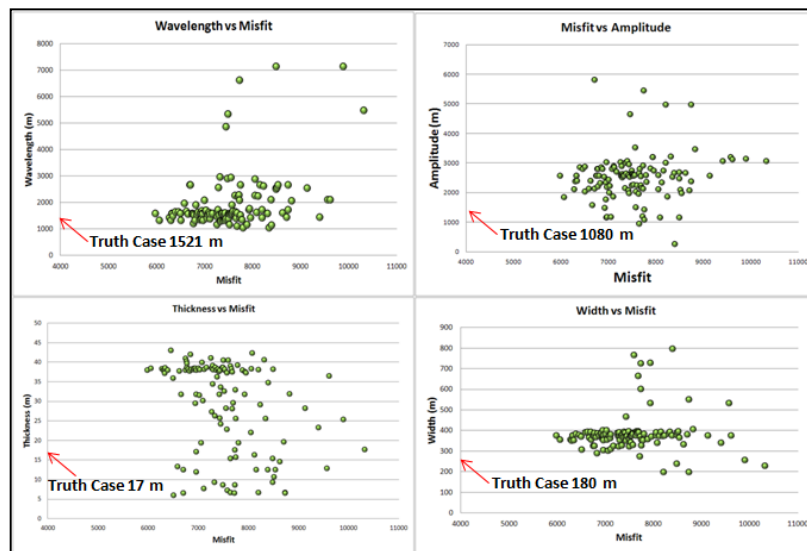 Wavelength vs Misfit
8000
7000
6000
5000
4000
3000
2000
1000
0
Wavelength (m)
Truth Case 1521 m
4000 5000 6000 7000 8000 9000 10000 11000
Misfit vs Amplitude
7000
6000
5000
4000
3000
2000
1000
0
Amplitude (m)
Truth Case 1080 m
4000 5000 6000 7000 8000 9000 10000 11000
Misfit
Thickness vs Misfit
50
45
40
35
30
25
20
15
10
5
0
Thickness (m)
Truth Case 17 m
4000 5000 6000 7000 8000 9000 10000 11000
Misfit
Width vs Misfit
900
800
700
600
500
400
300
200
100
0
Width (m)
Truth Case 180 m
4000 5000 6000 7000 8000 9000 10000 11000
Misfit